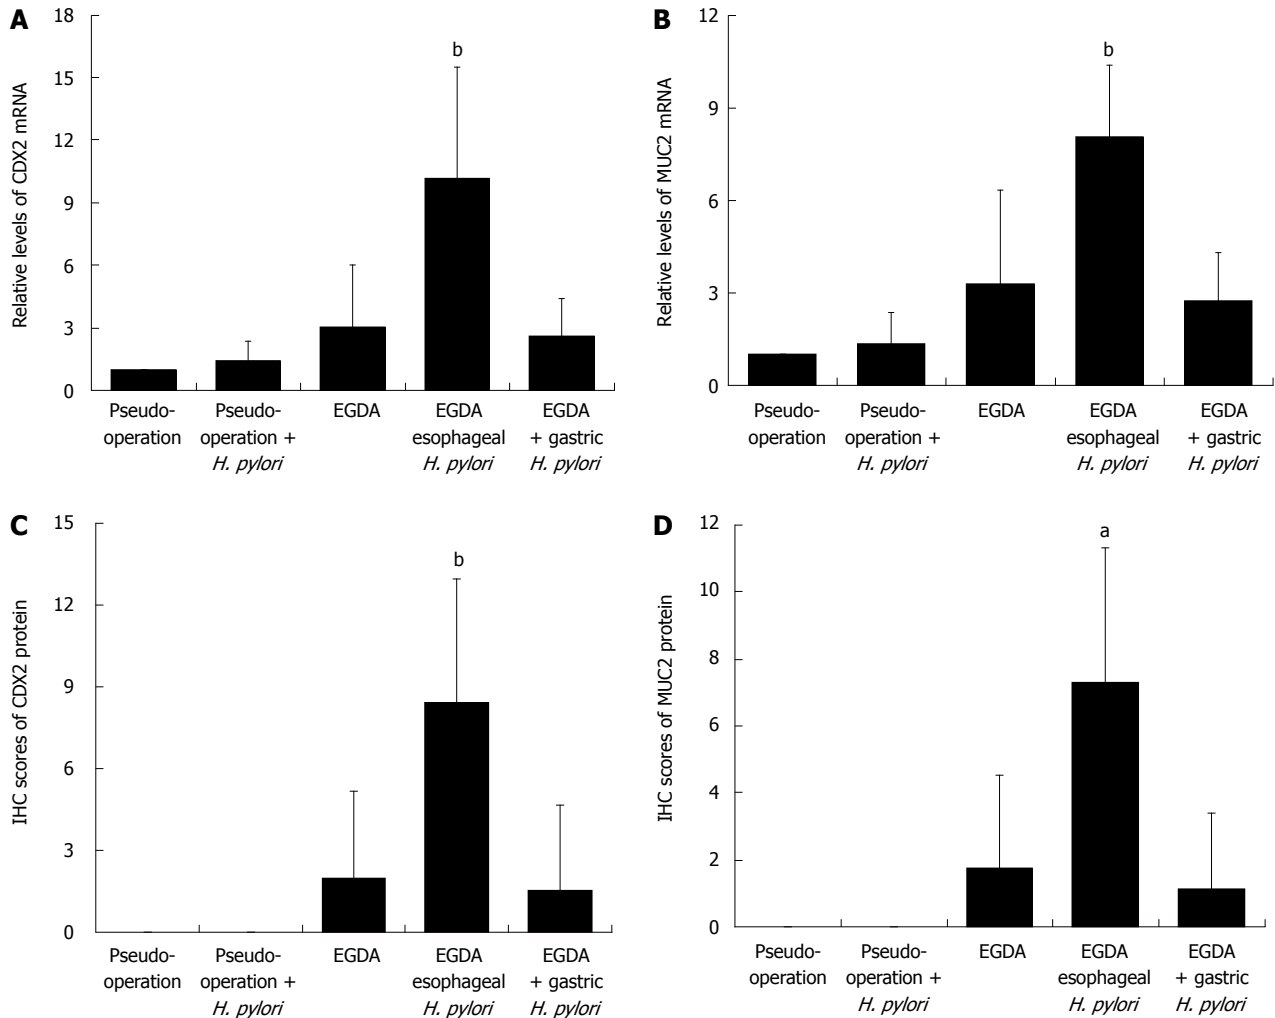 A
Relative levels of CDX2 mRNA
18
15
12
9
6
3
0
b
Pseudo-
operation
Pseudo-
operation +
H. pylori
EGDA
EGDA
esophageal
H. pylori
EGDA
+ gastric
H. pylori
B
Relative levels of MUC2 mRNA
12
9
6
3
0
b
Pseudo-
operation
Pseudo-
operation +
H. pylori
EGDA
EGDA
esophageal
H. pylori
EGDA
+ gastric
H. pylori
C
IHC scores of CDX2 protein
15
12
9
6
3
0
b
Pseudo-
operation
Pseudo-
operation +
H. pylori
EGDA
EGDA
esophageal
H. pylori
EGDA
+ gastric
H. pylori
D
IHC scores of MUC2 protein
12
10
8
6
4
2
0
a
Pseudo-
operation
Pseudo-
operation +
H. pylori
EGDA
EGDA
esophageal
H. pylori
EGDA
+ gastric
H. pylori